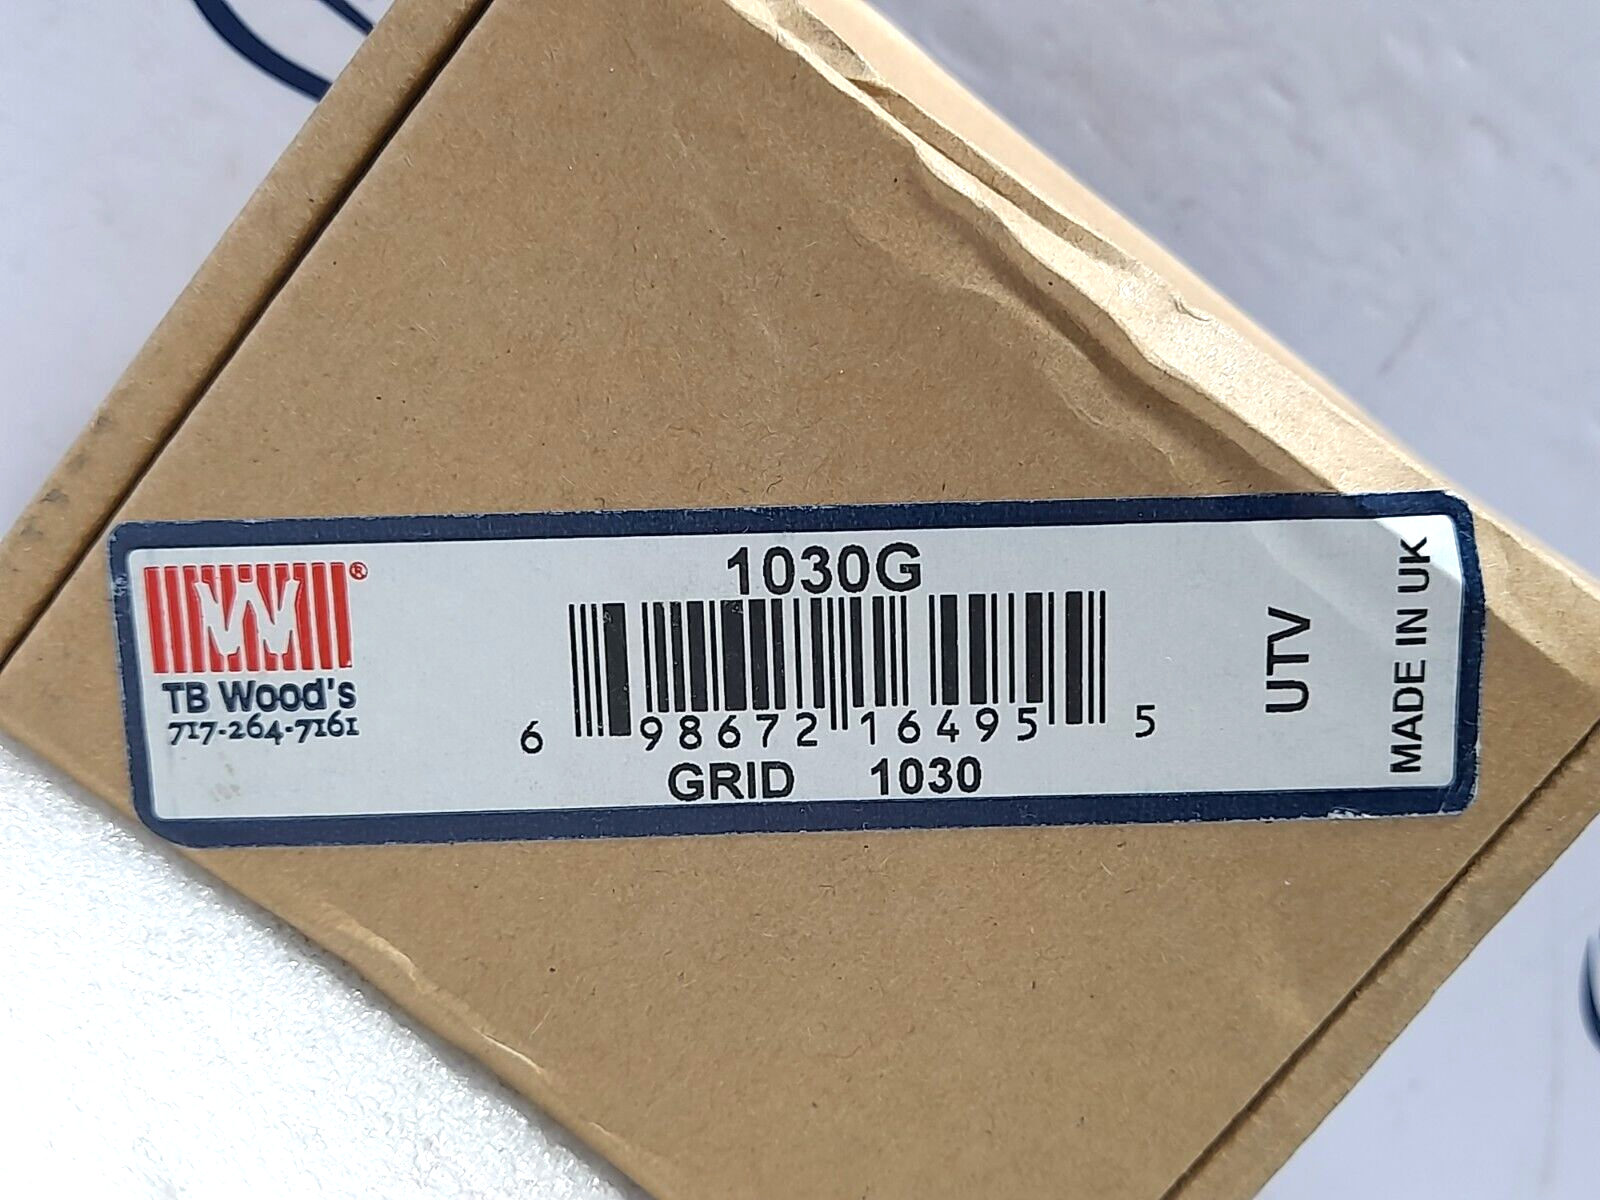 1030G
®
TB Wood's
717-264-7161
6 98672 16495 5
GRID 1030
UTV
MADE IN UK